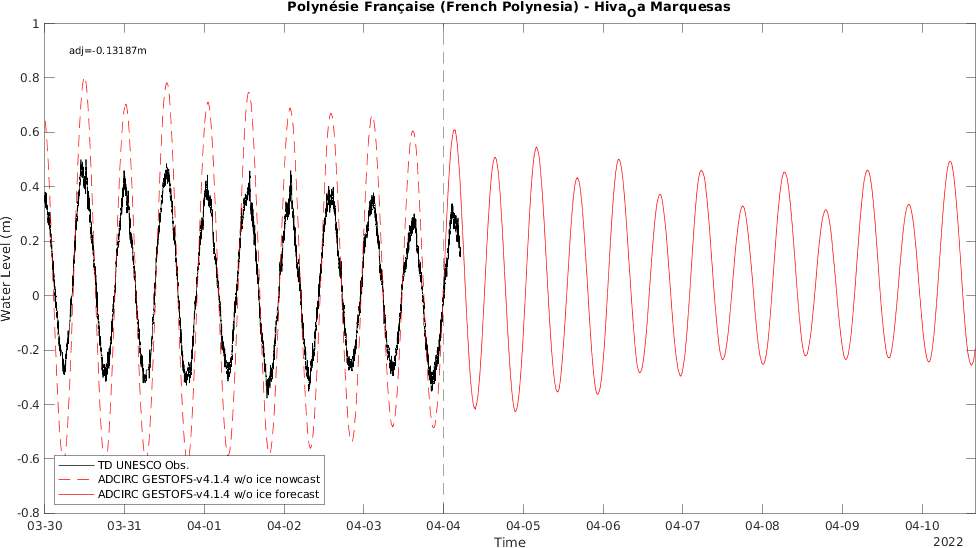 Polynésie Française (French Polynesia) - Hiva_Oa Marquesas
adj=-0.13187m
1
0.8
0.6
0.4
0.2
0
-0.2
-0.4
-0.6
-0.8
Water Level (m)
TD UNESCO Obs.
ADCIRC GESTOFS-v4.1.4 w/o ice nowcast
ADCIRC GESTOFS-v4.1.4 w/o ice forecast
03-30 03-31 04-01 04-02 04-03 04-04 04-05 04-06 04-07 04-08 04-09 04-10
Time
2022